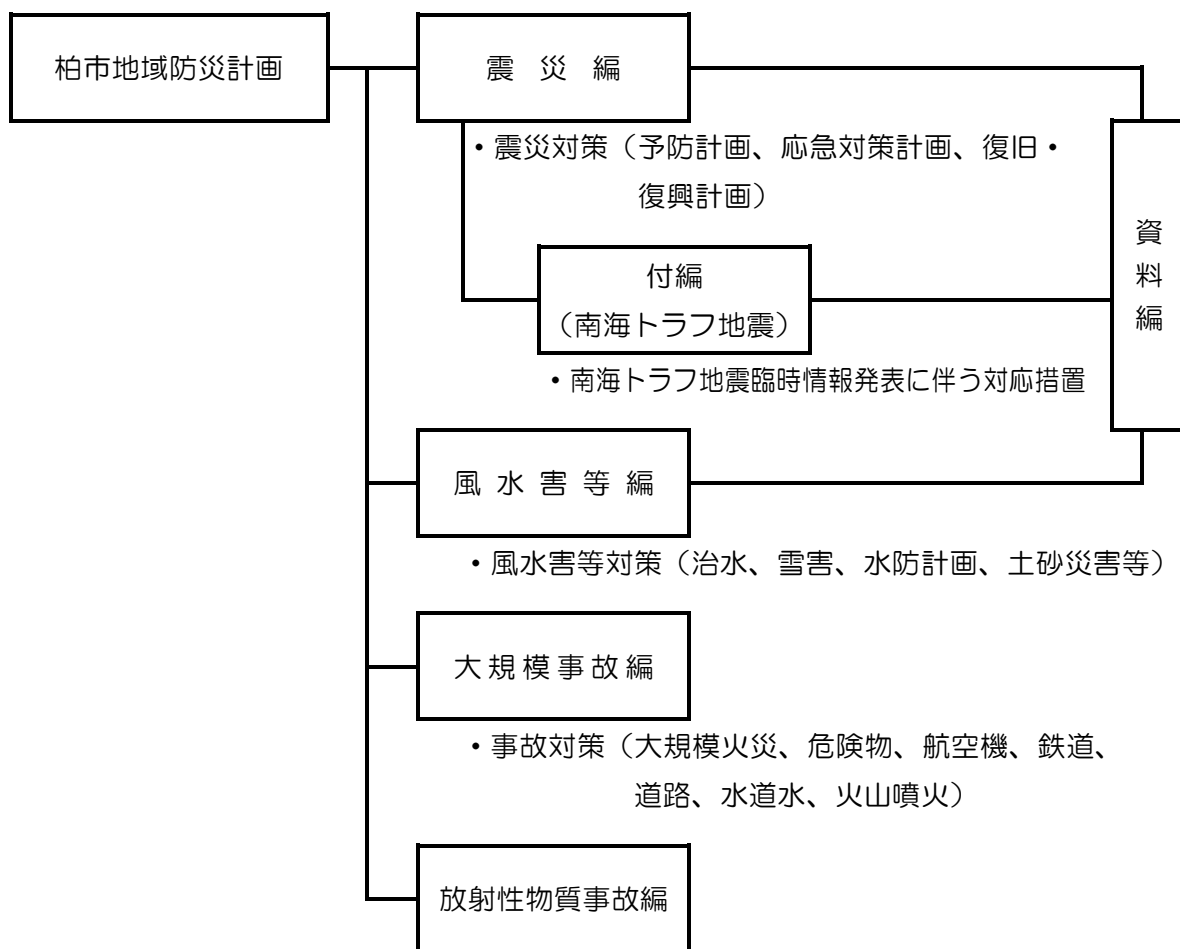 柏市地域防災計画
震災編
・震災対策（予防計画、応急対策計画、復旧・
復興計画）
付編
（南海トラフ地震）
・南海トラフ地震臨時情報発表に伴う対応措置
資料編
風水害等編
・風水害等対策（治水、雪害、水防計画、土砂災害等）
大規模事故編
・事故対策（大規模火災、危険物、航空機、鉄道、
道路、水道水、火山噴火）
放射性物質事故編